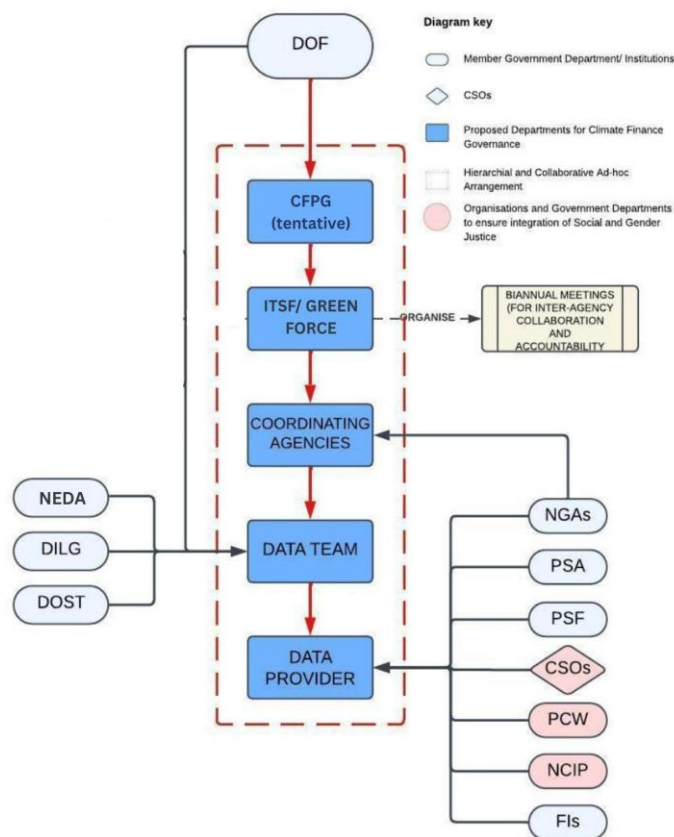 DOF
Diagram key
Member Government Department/ Institutions
CSOs
Proposed Departments for Climate Finance
Governance
Hierarchial and Collaborative Ad-hoc
Arrangement
Organisations and Government Departments
to ensure integration of Social and Gender
Justice
CFPG
(tentative)
ITSF/ GREEN
FORCE
ORGANISE
BIANNUAL MEETINGS
(FOR INTER-AGENCY
COLLABORATION
AND
ACCOUNTABILITY
COORDINATING
AGENCIES
NEDA
DILG
DOST
DATA TEAM
DATA
PROVIDER
NGAs
PSA
PSF
CSOs
PCW
NCIP
FIs